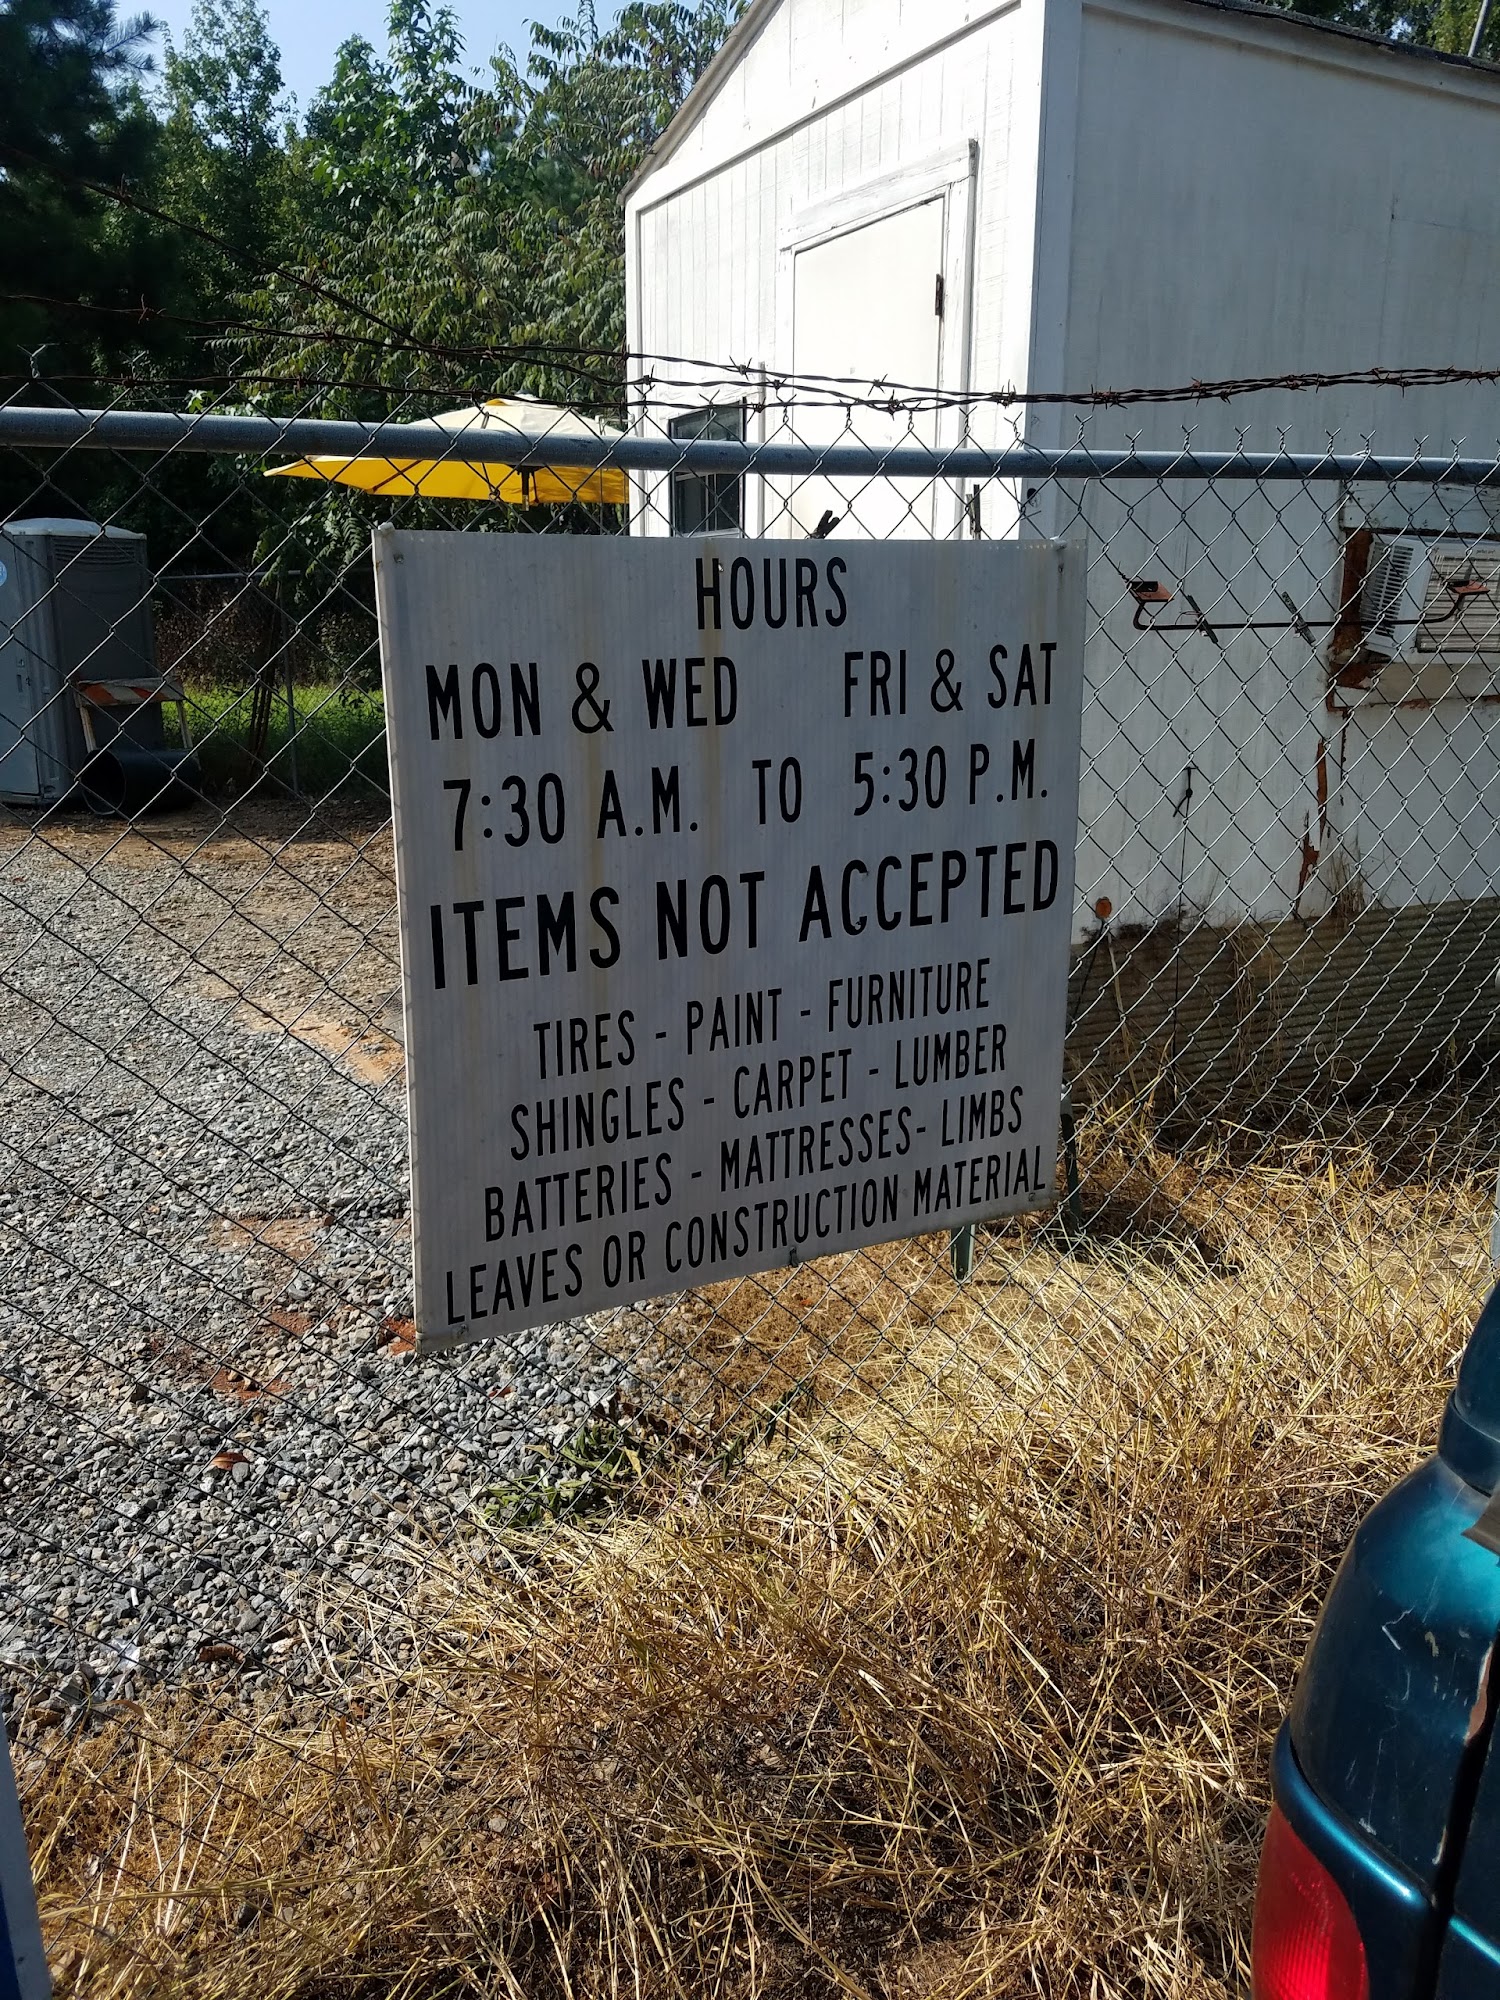 HOURS
MON & WED FRI & SAT
7:30 A.M. TO 5:30 P.M.
ITEMS NOT ACCEPTED
TIRES - PAINT - FURNITURE
SHINGLES - CARPET - LUMBER
BATTERIES - MATTRESSES- LIMBS
LEAVES OR CONSTRUCTION MATERIAL